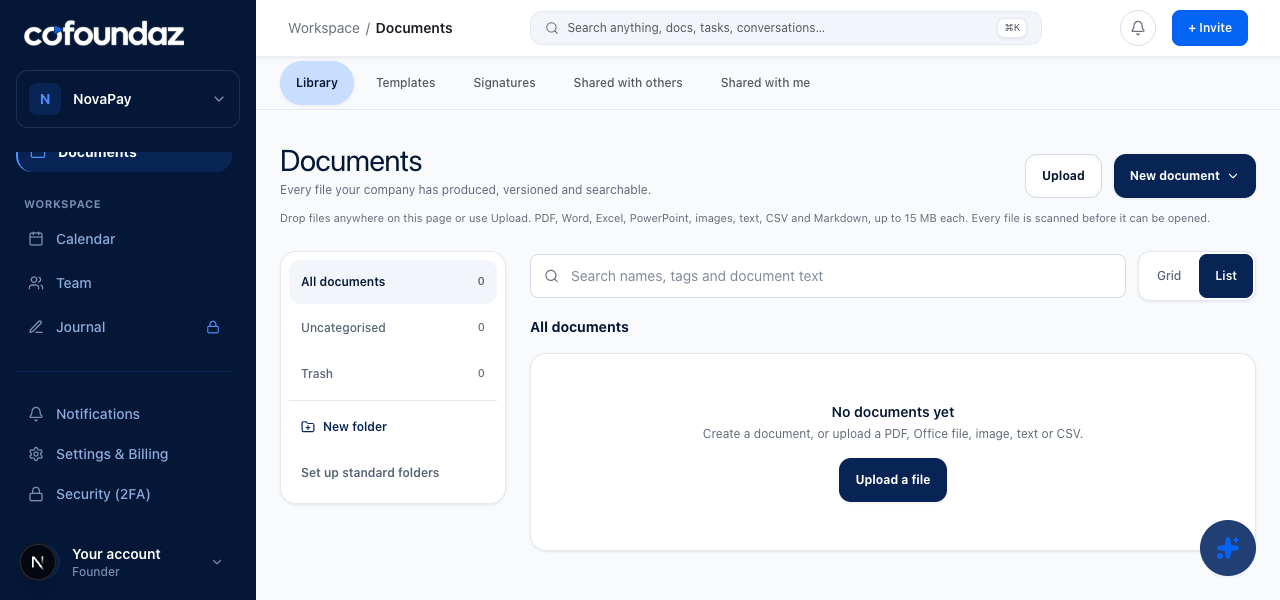 cofoundaz
N NovaPay
Documents
WORKSPACE
Calendar
Team
Journal
Notifications
Settings & Billing
Security (2FA)
N Your account
Founder
Workspace / Documents
Search anything, docs, tasks, conversations...
⌘K
+ Invite
Library
Templates
Signatures
Shared with others
Shared with me
Documents
Every file your company has produced, versioned and searchable.
Upload
New document
Drop files anywhere on this page or use Upload. PDF, Word, Excel, PowerPoint, images, text, CSV and Markdown, up to 15 MB each. Every file is scanned before it can be opened.
All documents 0
Uncategorised 0
Trash 0
New folder
Set up standard folders
Search names, tags and document text
Grid
List
All documents
No documents yet
Create a document, or upload a PDF, Office file, image, text or CSV.
Upload a file